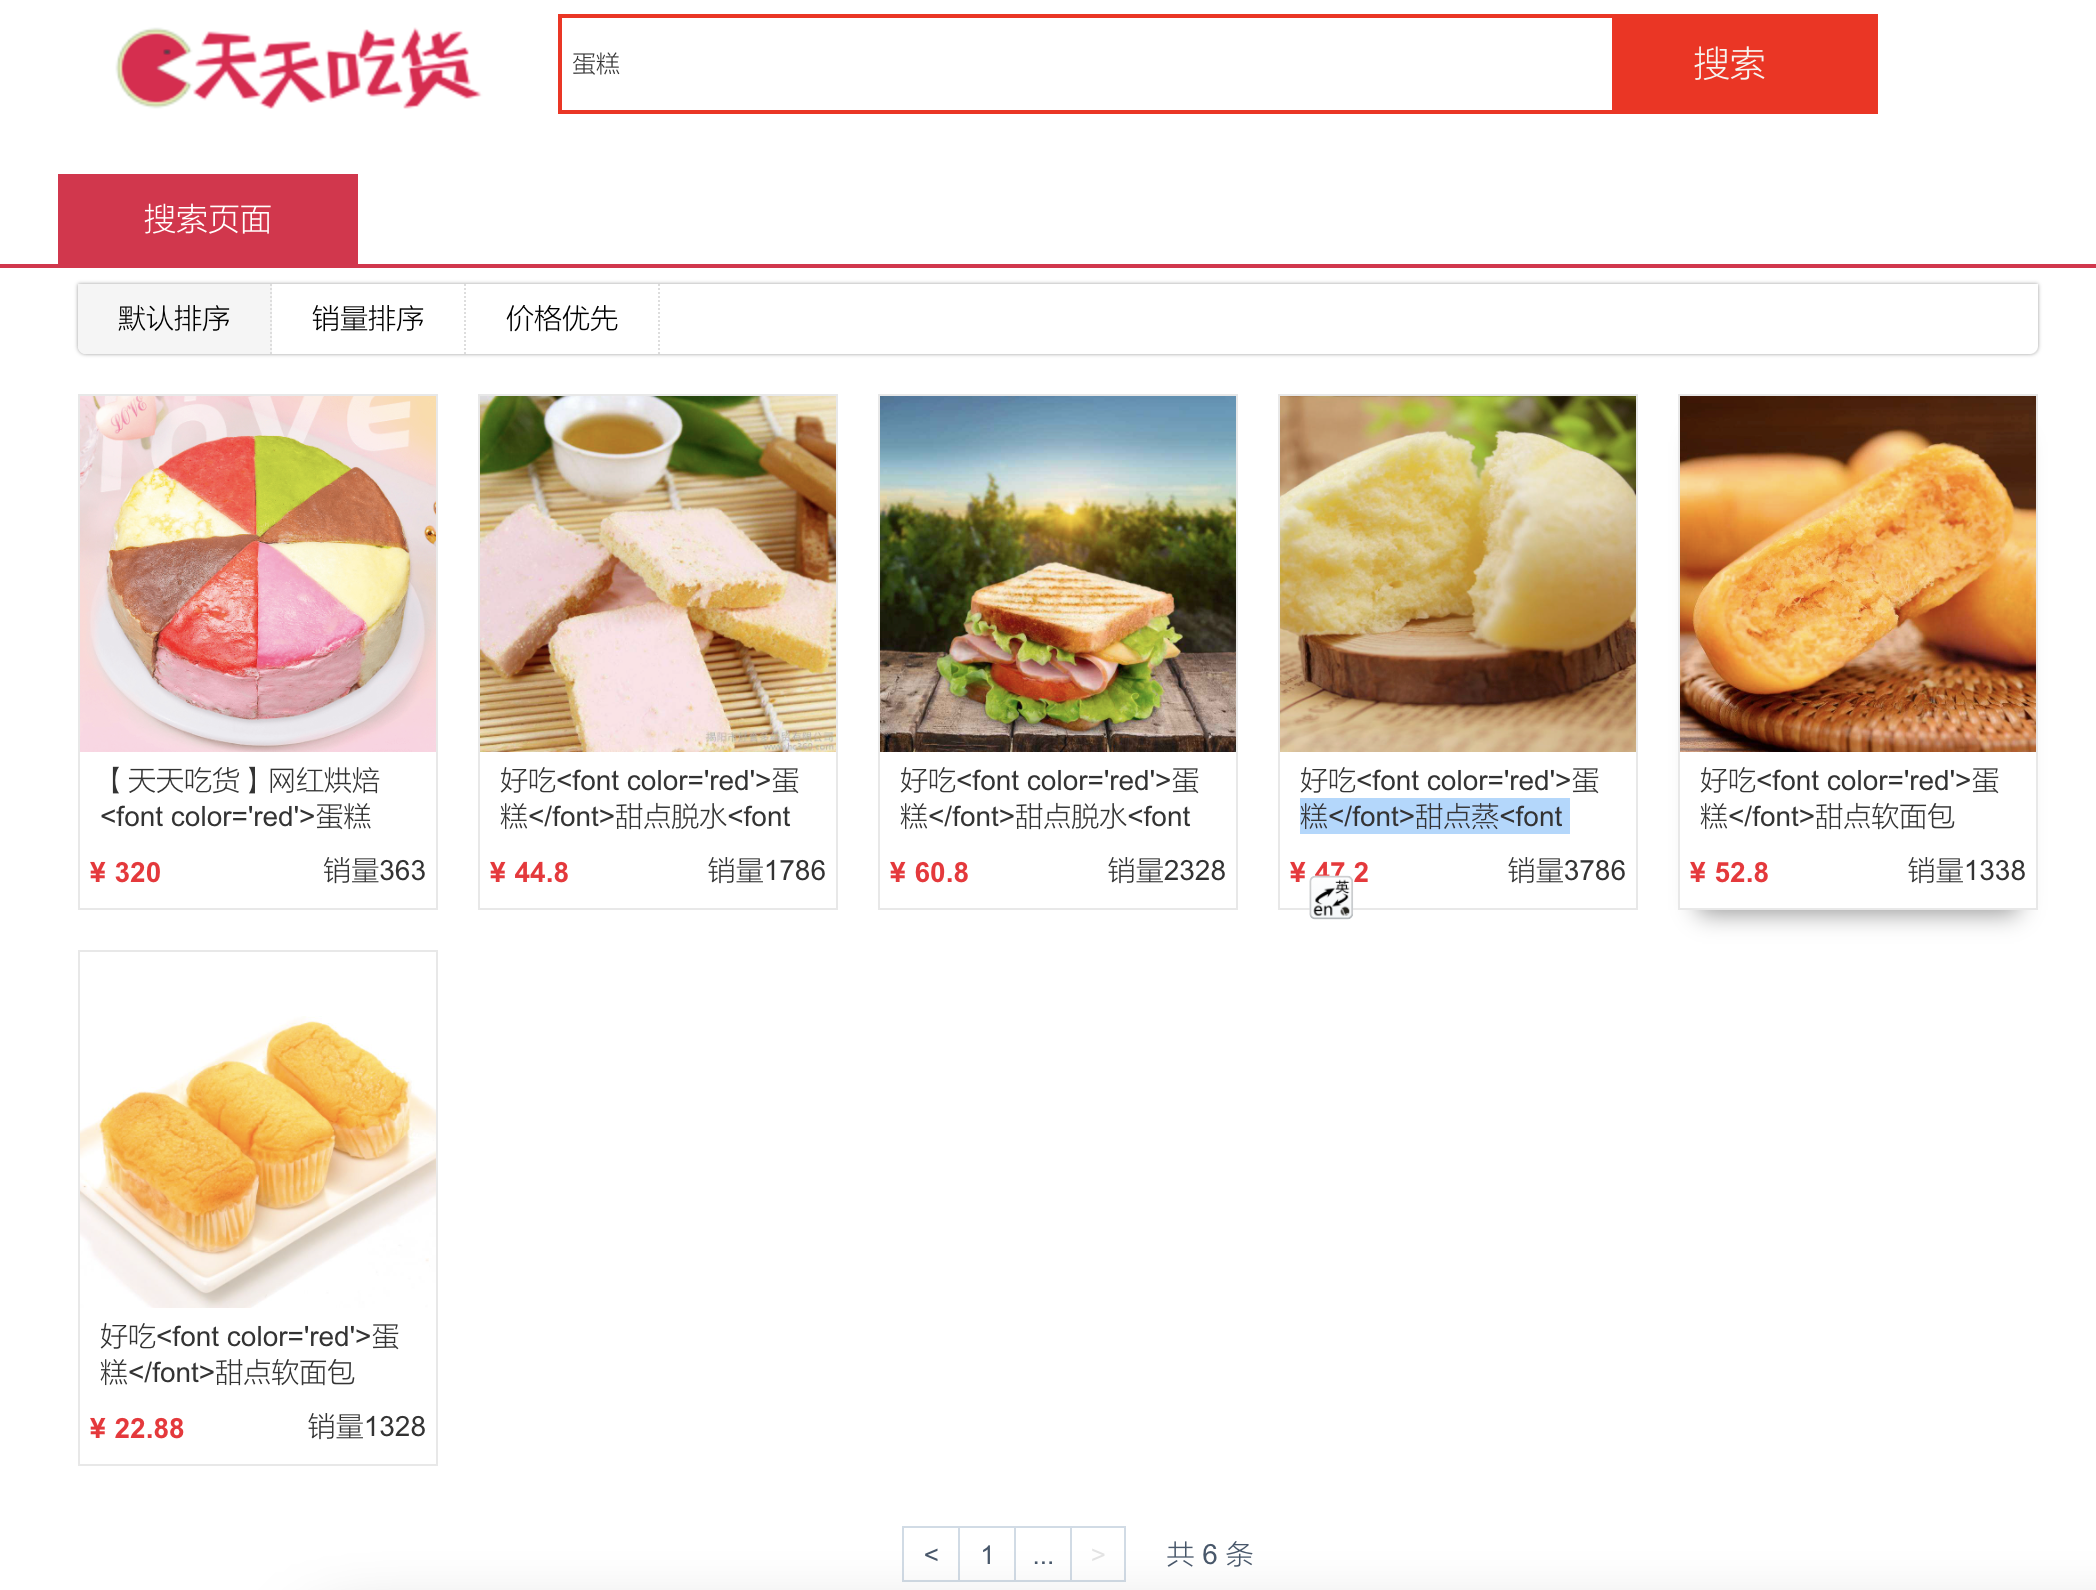 天天吃货
蛋糕
搜索
搜索页面
默认排序
销量排序
价格优先
LOVE
love
【天天吃货】网红烘焙
<font color='red'>蛋糕
¥ 320
销量363
好吃<font color='red'>蛋
糕</font>甜点脱水<font
¥ 44.8
销量1786
好吃<font color='red'>蛋
糕</font>甜点脱水<font
¥ 60.8
销量2328
好吃<font color='red'>蛋
糕</font>甜点蒸<font
¥ 47.2
销量3786
英
en
好吃<font color='red'>蛋
糕</font>甜点软面包
¥ 52.8
销量1338
好吃<font color='red'>蛋
糕</font>甜点软面包
¥ 22.88
销量1328
<
1
...
>
共 6 条